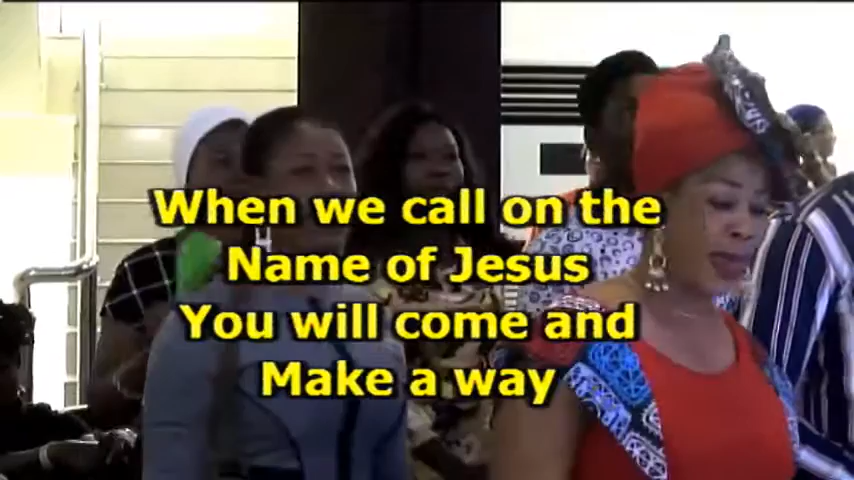 When we call on the
Name of Jesus
You will come and
Make a way